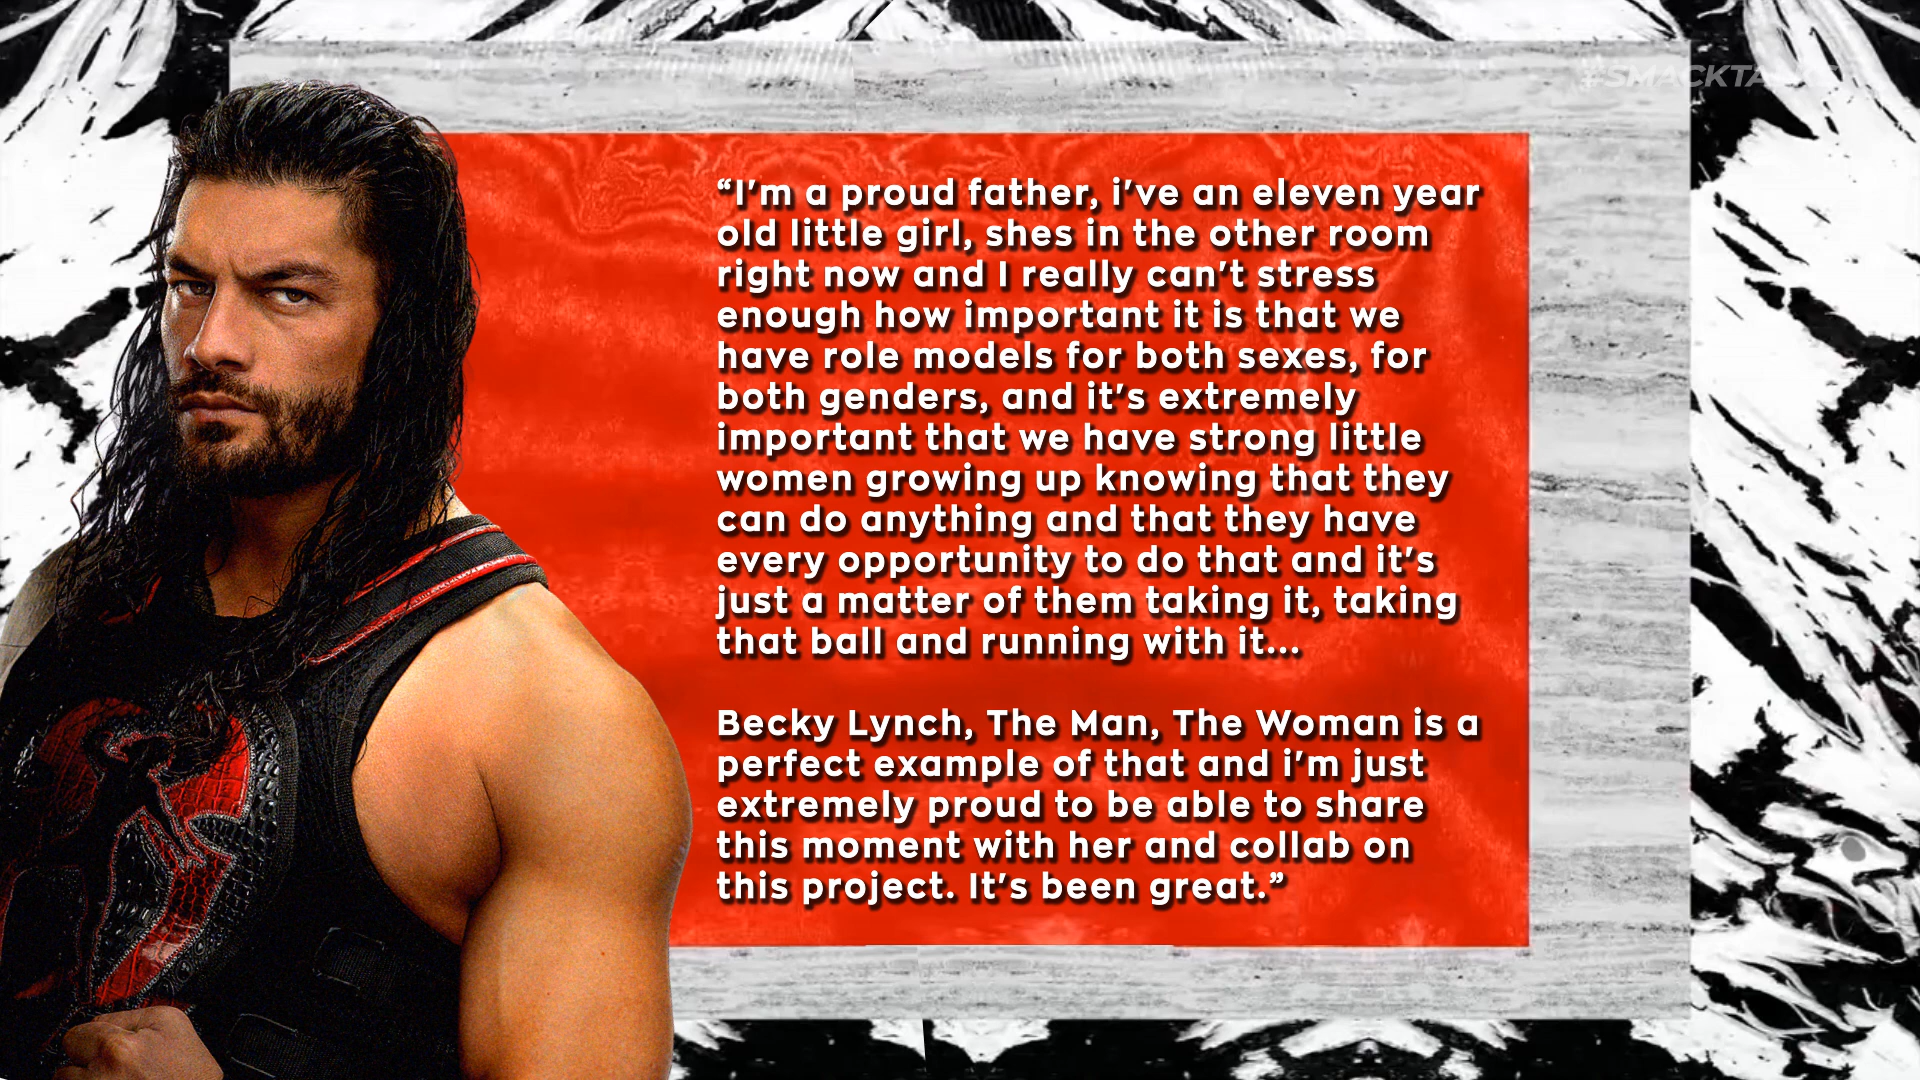 “I’m a proud father, i’ve an eleven year
old little girl, shes in the other room
right now and I really can’t stress
enough how important it is that we
have role models for both sexes, for
both genders, and it’s extremely
important that we have strong little
women growing up knowing that they
can do anything and that they have
every opportunity to do that and it’s
just a matter of them taking it, taking
that ball and running with it...
Becky Lynch, The Man, The Woman is a
perfect example of that and i’m just
extremely proud to be able to share
this moment with her and collab on
this project. It’s been great.”